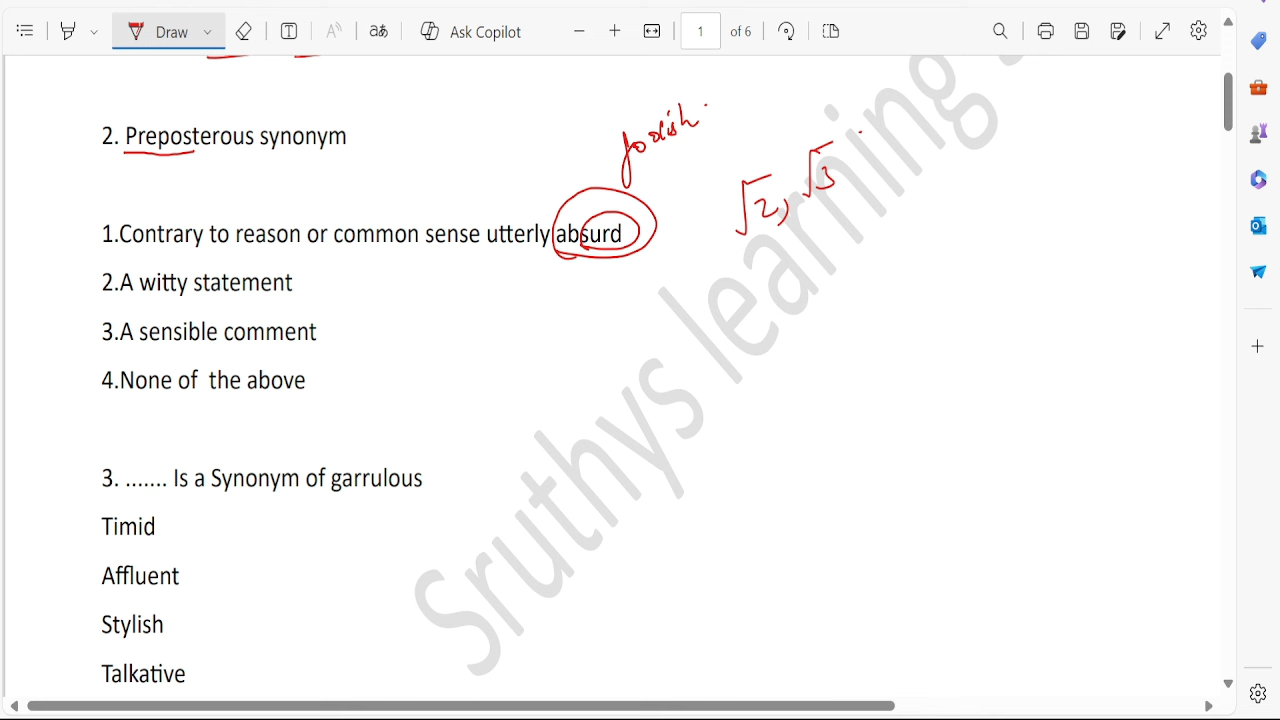 Draw
Ask Copilot
1 of 6
2. Preposterous synonym
foolish.
√2, √3
1.Contrary to reason or common sense utterly absurd
2.A witty statement
3.A sensible comment
4.None of  the above
3. ....... Is a Synonym of garrulous
Timid
Affluent
Stylish
Talkative
Sruthys learning